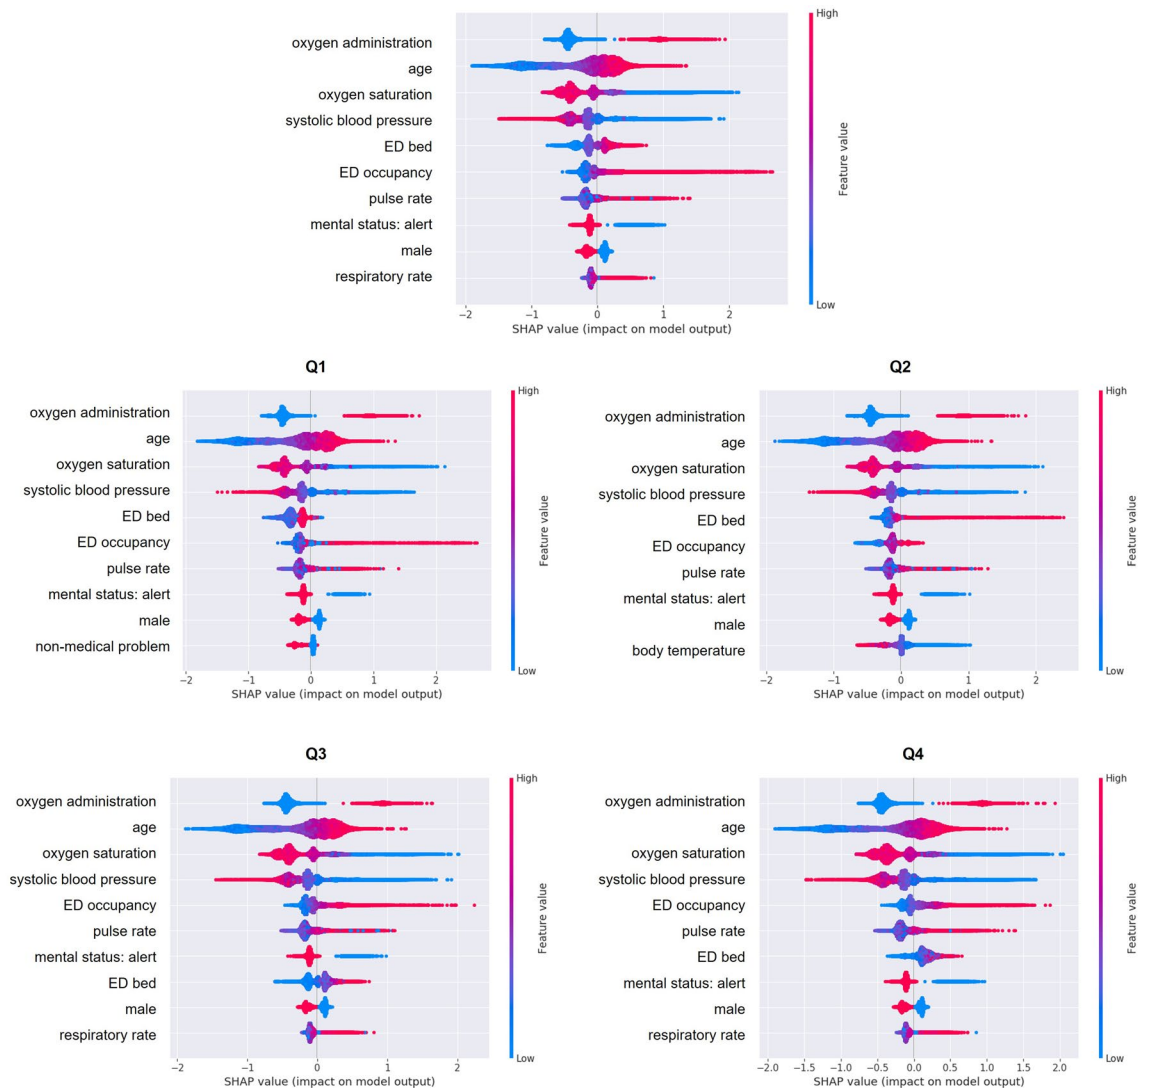 High
oxygen administration
age
oxygen saturation
systolic blood pressure
ED bed
ED occupancy
pulse rate
mental status: alert
male
respiratory rate
Feature value
Low
−2 −1 0 1 2
SHAP value (impact on model output)
Q1
High
oxygen administration
age
oxygen saturation
systolic blood pressure
ED bed
ED occupancy
pulse rate
mental status: alert
male
non-medical problem
Feature value
Low
−2 −1 0 1 2
SHAP value (impact on model output)
Q2
High
oxygen administration
age
oxygen saturation
systolic blood pressure
ED bed
ED occupancy
pulse rate
mental status: alert
male
body temperature
Feature value
Low
−2 −1 0 1 2
SHAP value (impact on model output)
Q3
High
oxygen administration
age
oxygen saturation
systolic blood pressure
ED occupancy
pulse rate
mental status: alert
ED bed
male
respiratory rate
Feature value
Low
−2 −1 0 1 2
SHAP value (impact on model output)
Q4
High
oxygen administration
age
oxygen saturation
systolic blood pressure
ED occupancy
pulse rate
ED bed
mental status: alert
male
respiratory rate
Feature value
Low
−2.0 −1.5 −1.0 −0.5 0.0 0.5 1.0 1.5 2.0
SHAP value (impact on model output)